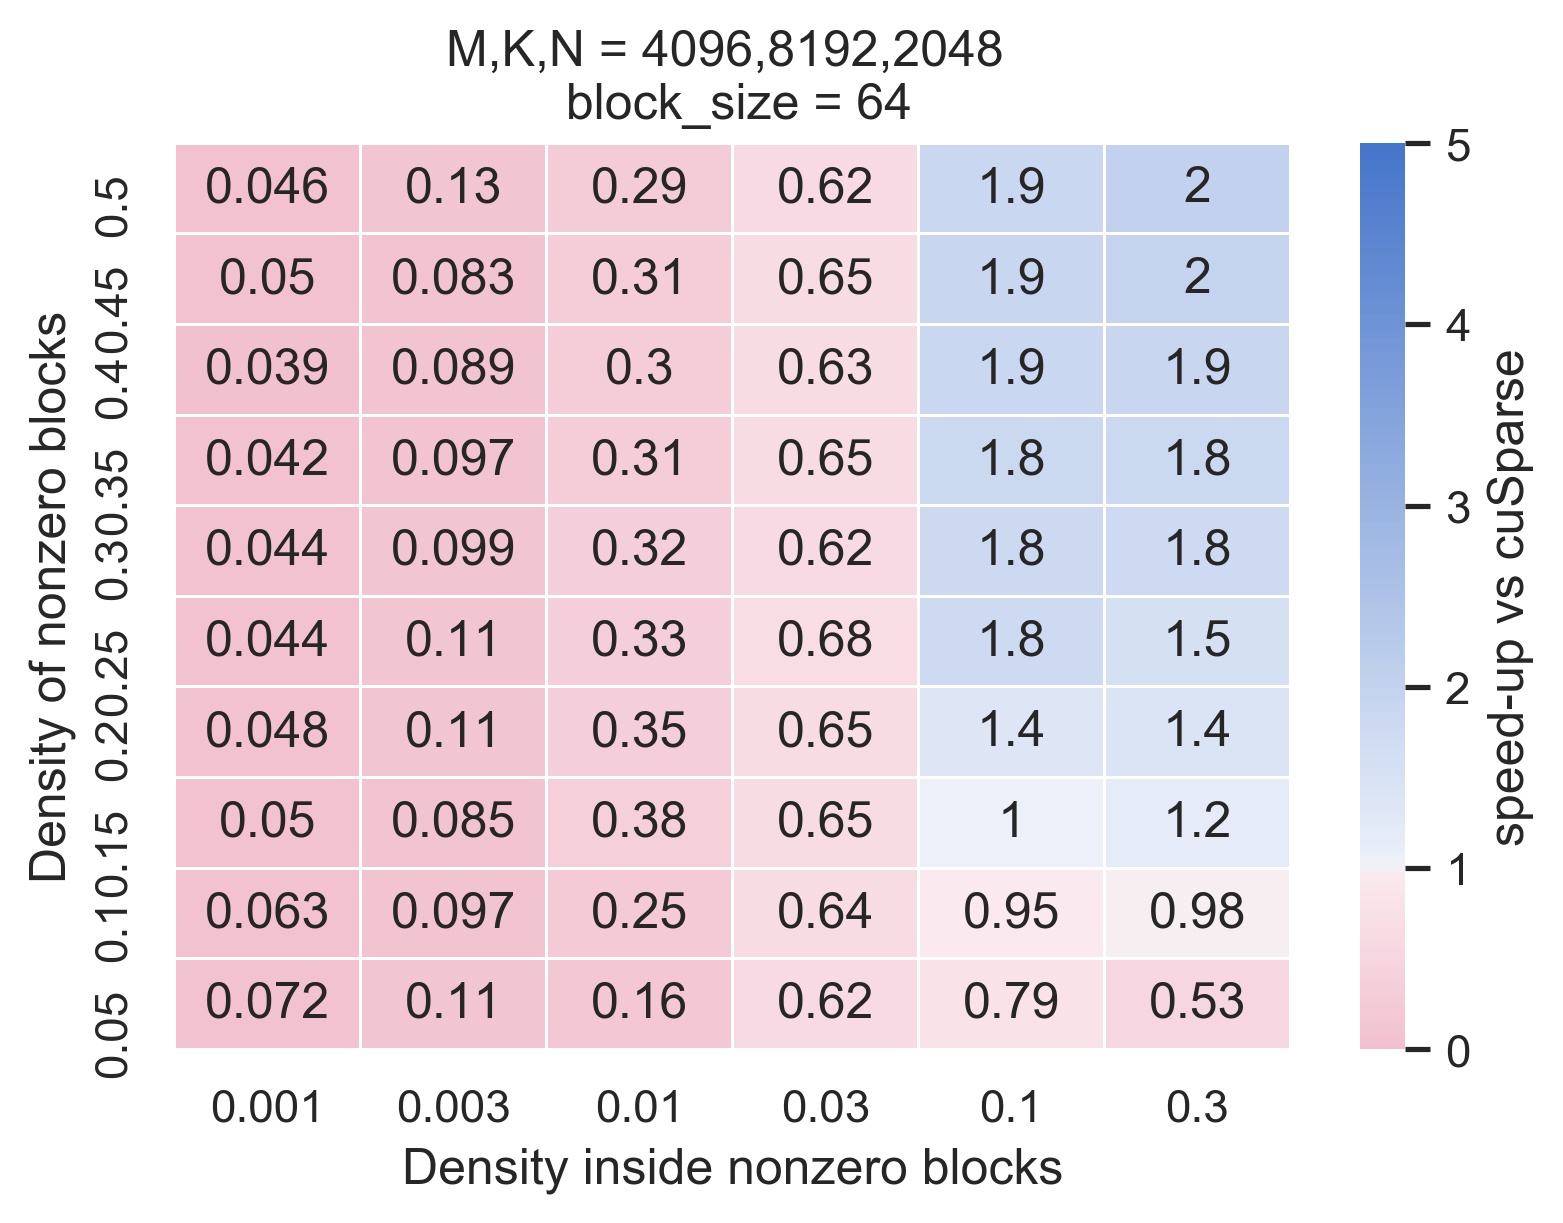 M,K,N = 4096,8192,2048
block_size = 64
Density of nonzero blocks
0.5 0.046 0.13 0.29 0.62 1.9 2
0.45 0.05 0.083 0.31 0.65 1.9 2
0.4 0.039 0.089 0.3 0.63 1.9 1.9
0.35 0.042 0.097 0.31 0.65 1.8 1.8
0.3 0.044 0.099 0.32 0.62 1.8 1.8
0.25 0.044 0.11 0.33 0.68 1.8 1.5
0.2 0.048 0.11 0.35 0.65 1.4 1.4
0.15 0.05 0.085 0.38 0.65 1 1.2
0.1 0.063 0.097 0.25 0.64 0.95 0.98
0.05 0.072 0.11 0.16 0.62 0.79 0.53
0.001 0.003 0.01 0.03 0.1 0.3
Density inside nonzero blocks
5
4
3
2
1
0
speed-up vs cuSparse